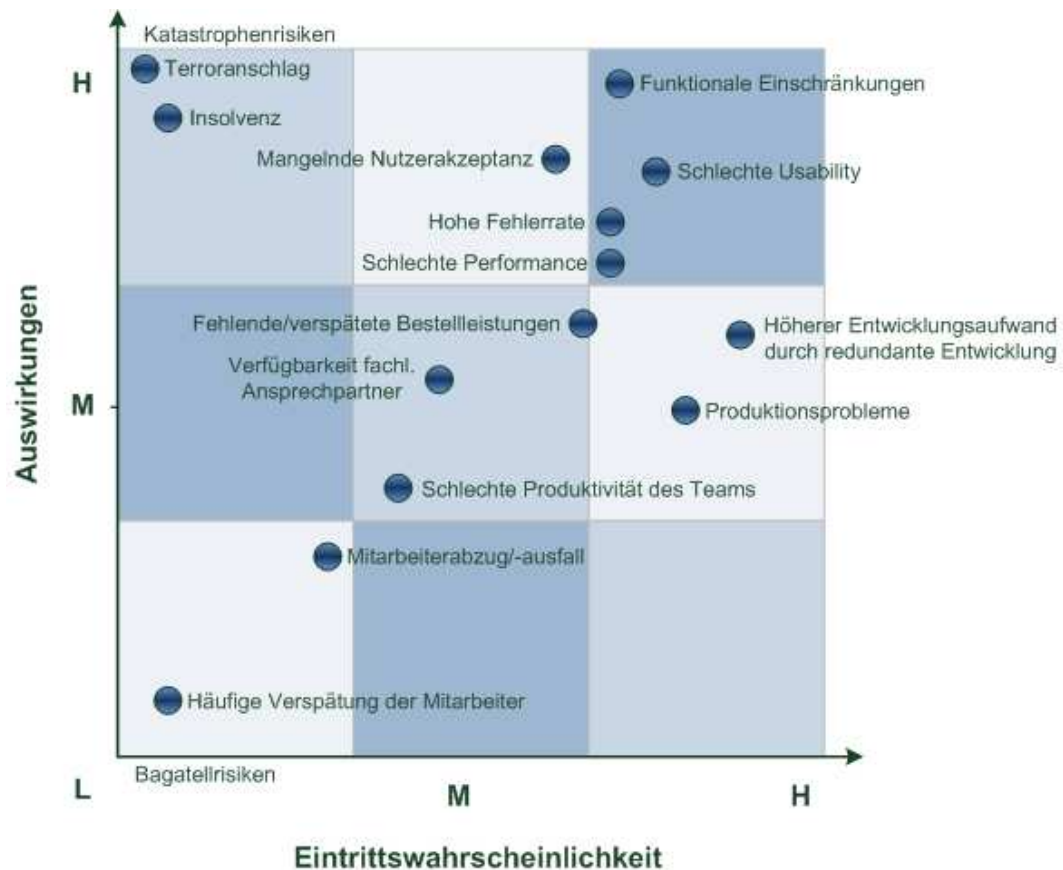 Katastrophenrisiken
H
Terroranschlag
Funktionale Einschränkungen
Insolvenz
Mangelnde Nutzerakzeptanz
Schlechte Usability
Hohe Fehlerrate
Schlechte Performance
Auswirkungen
Fehlende/verspätete Bestellleistungen
Höherer Entwicklungsaufwand
durch redundante Entwicklung
Verfügbarkeit fachl.
Ansprechpartner
M
Produktionsprobleme
Schlechte Produktivität des Teams
Mitarbeiterabzug/-ausfall
Häufige Verspätung der Mitarbeiter
Bagatellrisiken
L
M
H
Eintrittswahrscheinlichkeit